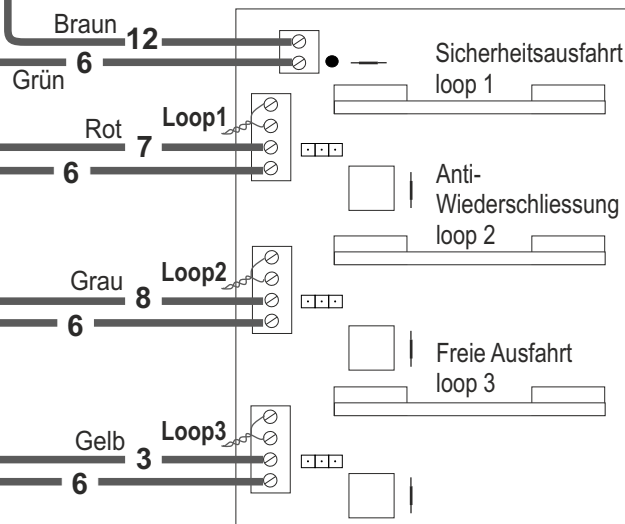 Braun 12
6
Grün
Sicherheitsausfahrt
loop 1
Loop1
Rot 7
6
Anti-
Wiederschliessung
loop 2
Loop2
Grau 8
6
Freie Ausfahrt
loop 3
Loop3
Gelb 3
6